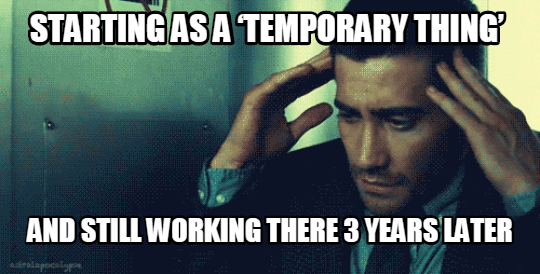 STARTING AS A ‘TEMPORARY THING’
AND STILL WORKING THERE 3 YEARS LATER